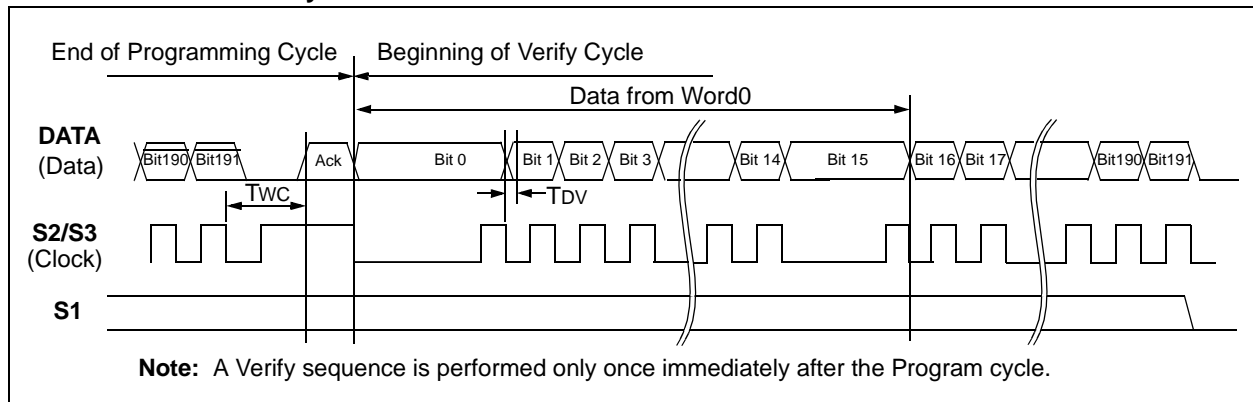 End of Programming Cycle Beginning of Verify Cycle
Data from Word0
DATA
(Data)
Bit190 Bit191 Ack Bit 0 Bit 1 Bit 2 Bit 3 Bit 14 Bit 15 Bit 16 Bit 17 Bit190 Bit191
TWC TDV
S2/S3
(Clock)
S1
Note: A Verify sequence is performed only once immediately after the Program cycle.